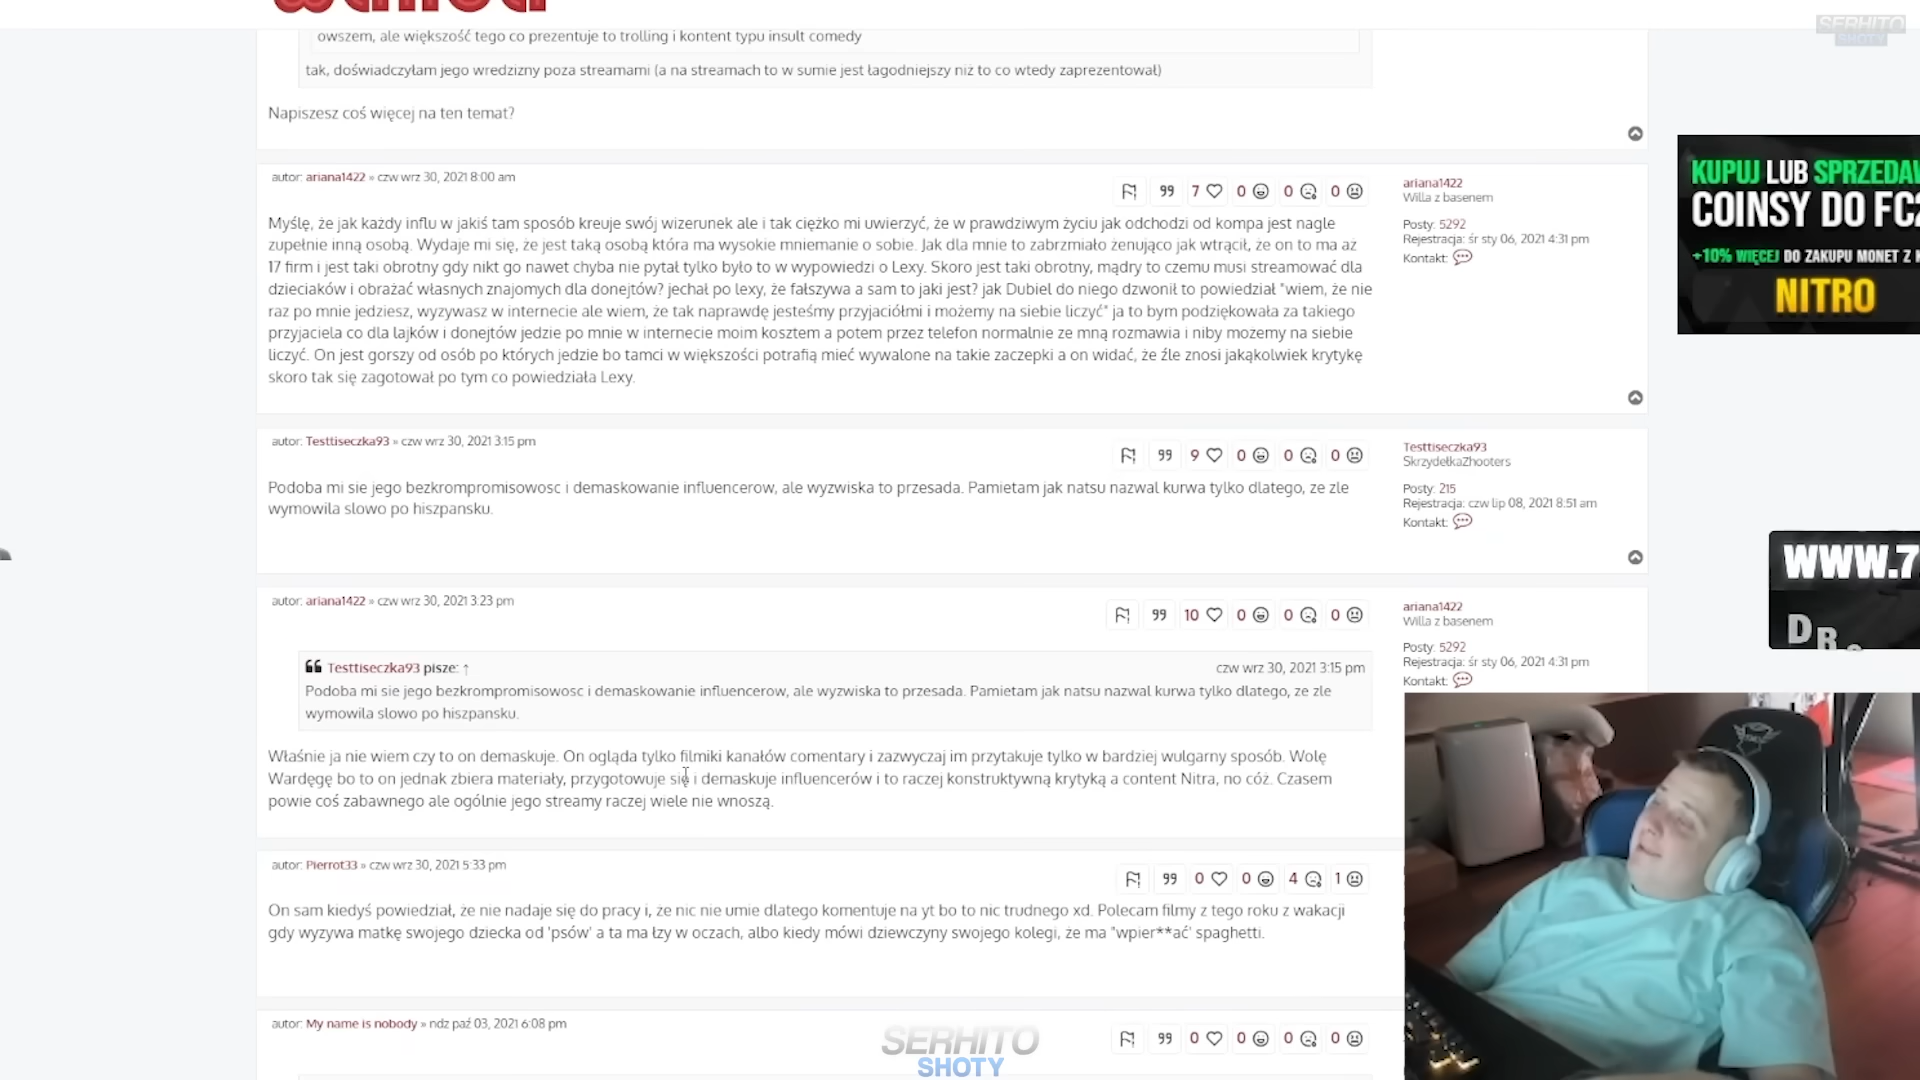 SERHITO
SHOTY
owszem, ale większość tego co prezentuje to trolling i kontent typu insult comedy
tak, doświadczyłam jego wredzizny poza streamami (a na streamach to w sumie jest łagodniejszy niż to co wtedy zaprezentował)
Napiszesz coś więcej na ten temat?
autor: ariana1422 » czw wrz 30, 2021 8:00 am
7 0 0 0
Myślę, że jak każdy influ w jakiś tam sposób kreuje swój wizerunek ale i tak ciężko mi uwierzyć, że w prawdziwym życiu jak odchodzi od kompa jest nagle
zupełnie inną osobą. Wydaje mi się, że jest taką osobą która ma wysokie mniemanie o sobie. Jak dla mnie to zabrzmiało żenująco jak wtrącił, że on to ma aż
17 firm i jest taki obrotny gdy nikt go nawet chyba nie pytał tylko było to w wypowiedzi o Lexy. Skoro jest taki obrotny, mądry to czemu musi streamować dla
dzieciaków i obrażać własnych znajomych dla donejtów? jechał po lexy, że fałszywa a sam to jaki jest? jak Dubiel do niego dzwonił to powiedział "wiem, że nie
raz po mnie jedziesz, wyzywasz w internecie ale wiem, że tak naprawdę jesteśmy przyjaciółmi i możemy na siebie liczyć" ja to bym podziękowała za takiego
przyjaciela co dla lajków i donejtów jedzie po mnie w internecie moim kosztem a potem przez telefon normalnie ze mną rozmawia i niby możemy na siebie
liczyć. On jest gorszy od osób po których jedzie bo tamci w większości potrafią mieć wywalone na takie zaczepki a on widać, że źle znosi jakąkolwiek krytykę
skoro tak się zagotował po tym co powiedziała Lexy.
ariana1422
Willa z basenem
Posty: 5292
Rejestracja: śr sty 06, 2021 4:31 pm
Kontakt:
KUPUJ LUB SPRZEDAW
COINSY DO FC2
+10% WIĘCEJ DO ZAKUPU MONET Z K
NITRO
autor: Testtiseczka93 » czw wrz 30, 2021 3:15 pm
9 0 0 0
Podoba mi sie jego bezkrompromisowosc i demaskowanie influencerow, ale wyzwiska to przesada. Pamietam jak natsu nazwal kurwa tylko dlatego, ze zle
wymowila slowo po hiszpansku.
Testtiseczka93
SkrzydełkaZhooters
Posty: 215
Rejestracja: czw lip 08, 2021 8:51 am
Kontakt:
WWW.7
DR
autor: ariana1422 » czw wrz 30, 2021 3:23 pm
10 0 0 0
Testtiseczka93 pisze: ↑
czw wrz 30, 2021 3:15 pm
Podoba mi sie jego bezkrompromisowosc i demaskowanie influencerow, ale wyzwiska to przesada. Pamietam jak natsu nazwal kurwa tylko dlatego, ze zle
wymowila slowo po hiszpansku.
Właśnie ja nie wiem czy to on demaskuje. On ogląda tylko filmiki kanałów comentary i zazwyczaj im przytakuje tylko w bardziej wulgarny sposób. Wolę
Wardęgę bo to on jednak zbiera materiały, przygotowuje się i demaskuje influencerów i to raczej konstruktywną krytyką a content Nitra, no cóż. Czasem
powie coś zabawnego ale ogólnie jego streamy raczej wiele nie wnoszą.
ariana1422
Willa z basenem
Posty: 5292
Rejestracja: śr sty 06, 2021 4:31 pm
Kontakt:
autor: Pierrot33 » czw wrz 30, 2021 5:33 pm
0 0 4 1
On sam kiedyś powiedział, że nie nadaje się do pracy i, że nic nie umie dlatego komentuje na yt bo to nic trudnego xd. Polecam filmy z tego roku z wakacji
gdy wyzywa matkę swojego dziecka od 'psów' a ta ma łzy w oczach, albo kiedy mówi dziewczyny swojego kolegi, że ma "wpier**ać' spaghetti.
autor: My name is nobody » ndz paź 03, 2021 6:08 pm
0 0 0 0
SERHITO
SHOTY